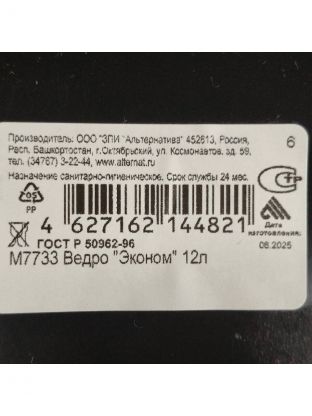 Производитель: ООО "ЗПИ "Альтернатива" 452613, Россия,
Респ. Башкортостан, г.Октябрьский, ул. Космонавтов, зд. 59,
тел. (34767) 3-22-44, www.alternat.ru
6
Назначение санитарно-гигиеническое. Срок службы 24 мес.
PP
4 627162 144821
Дата
изготовления:
08.2025
ГОСТ Р 50962-96
М7733 Ведро "Эконом" 12л